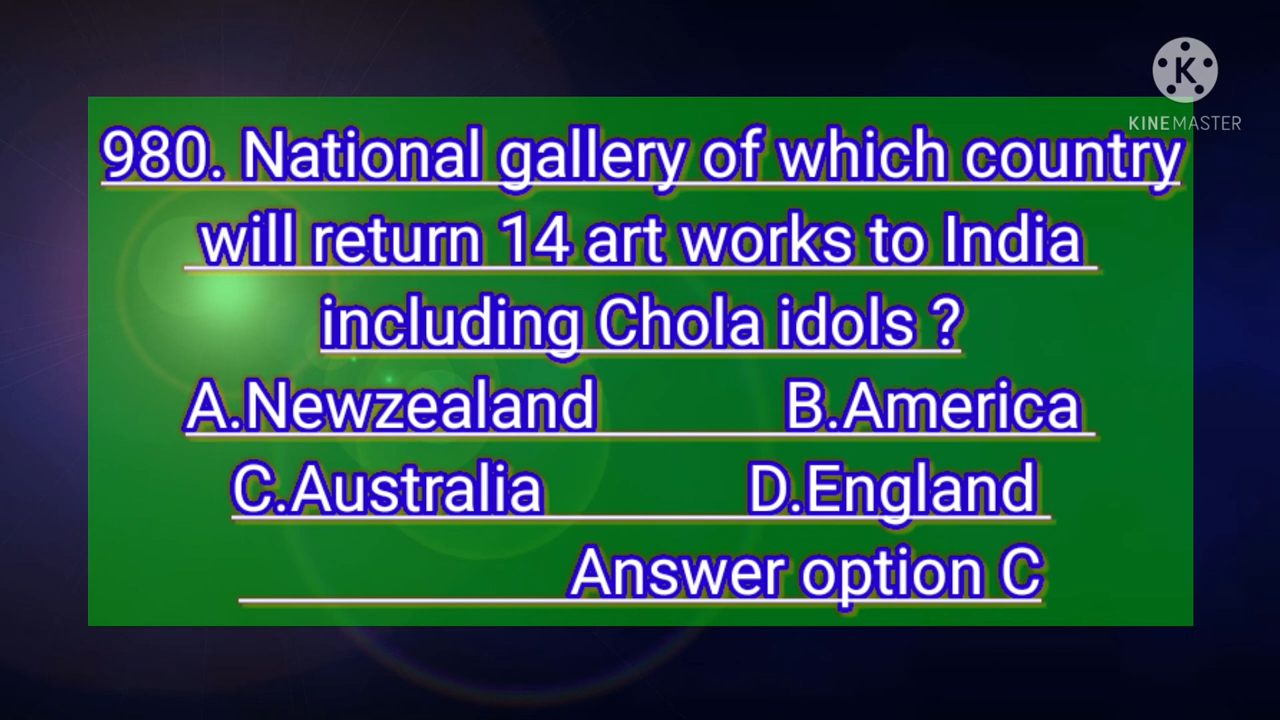 KINEMASTER
980. National gallery of which country
will return 14 art works to India
including Chola idols ?
A.Newzealand B.America
C.Australia D.England
Answer option C